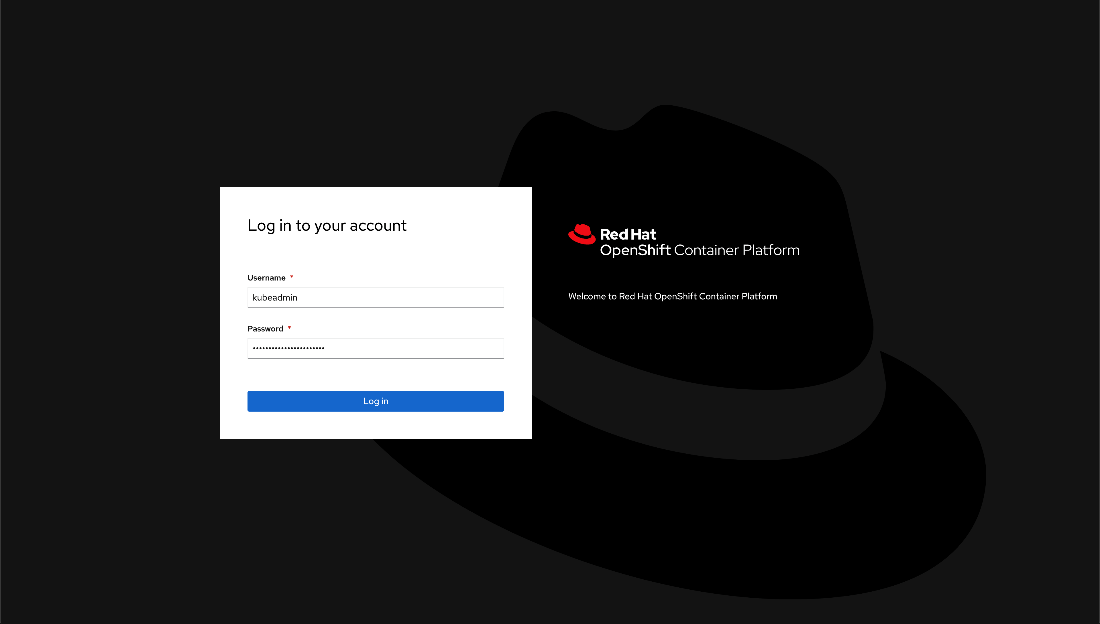 Log in to your account
Username *
kubeadmin
Password *
•••••••••••••••••••••••
Log in
Red Hat
OpenShift Container Platform
Welcome to Red Hat OpenShift Container Platform